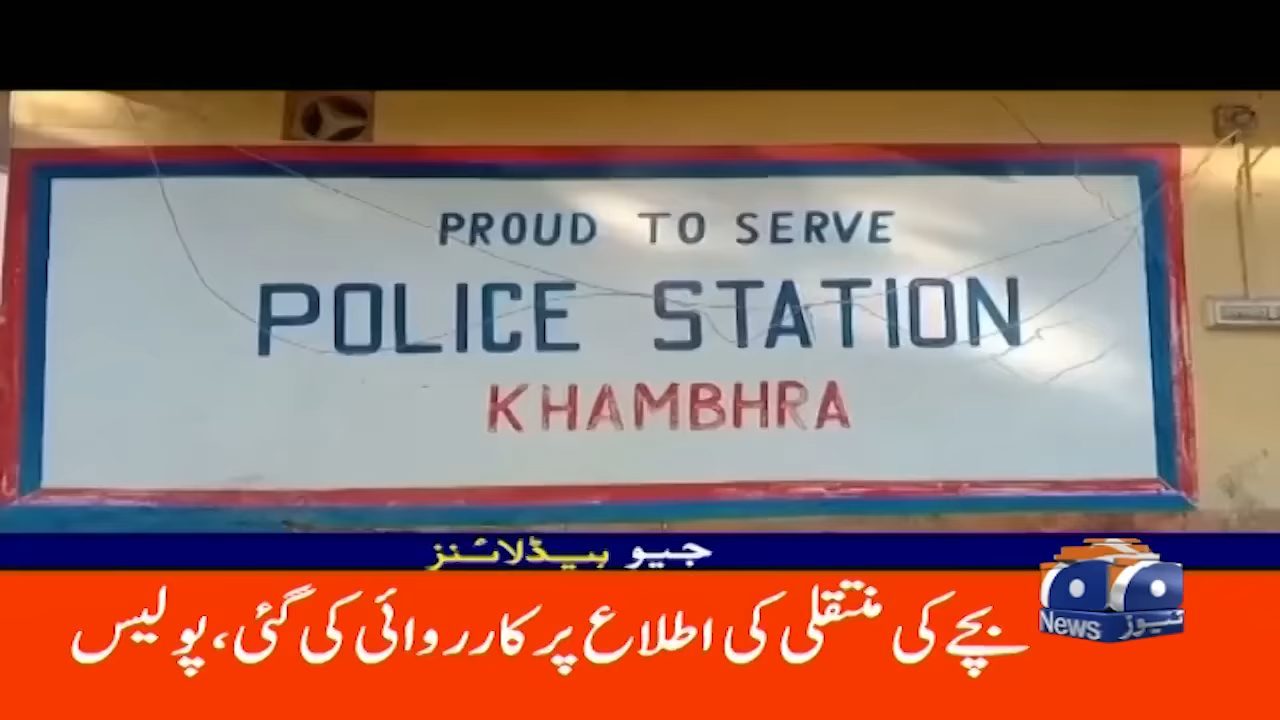 PROUD TO SERVE
POLICE STATION
KHAMBHRA
جیو ہیڈلائنز
بچے کی منتقلی کی اطلاع پر کارروائی کی گئی، پولیس
News نیوز